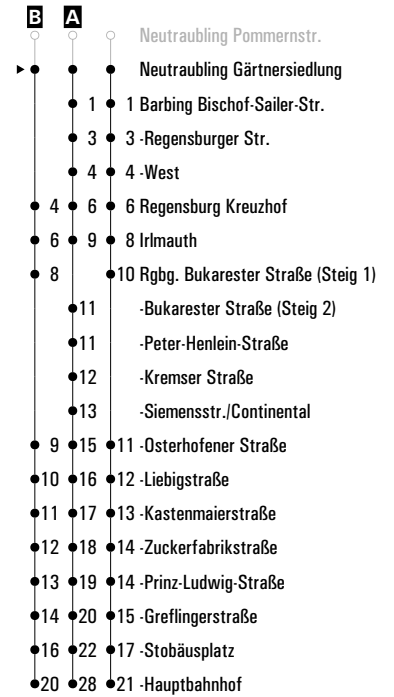 B A
Neutraubling Pommernstr.
Neutraubling Gärtnersiedlung
1 1 Barbing Bischof-Sailer-Str.
3 3 -Regensburger Str.
4 4 -West
4 6 6 Regensburg Kreuzhof
6 9 8 Irlmauth
8 10 Rgbg. Bukarester Straße (Steig 1)
11 -Bukarester Straße (Steig 2)
11 -Peter-Henlein-Straße
12 -Kremser Straße
13 -Siemensstr./Continental
9 15 11 -Osterhofener Straße
10 16 12 -Liebigstraße
11 17 13 -Kastenmaierstraße
12 18 14 -Zuckerfabrikstraße
13 19 14 -Prinz-Ludwig-Straße
14 20 15 -Greflingerstraße
16 22 17 -Stobäusplatz
20 28 21 -Hauptbahnhof